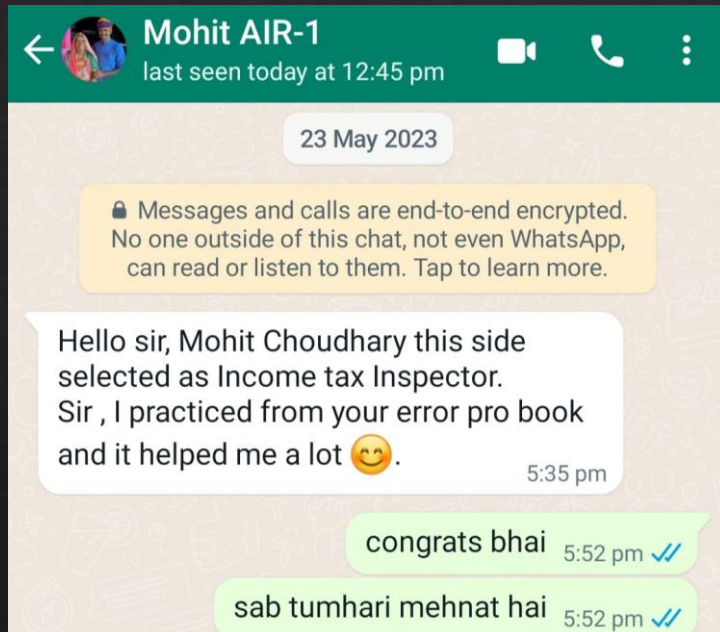 Mohit AIR-1
last seen today at 12:45 pm
23 May 2023
Messages and calls are end-to-end encrypted.
No one outside of this chat, not even WhatsApp,
can read or listen to them. Tap to learn more.
Hello sir, Mohit Choudhary this side
selected as Income tax Inspector.
Sir , I practiced from your error pro book
and it helped me a lot 😊.
5:35 pm
congrats bhai 5:52 pm
sab tumhari mehnat hai 5:52 pm